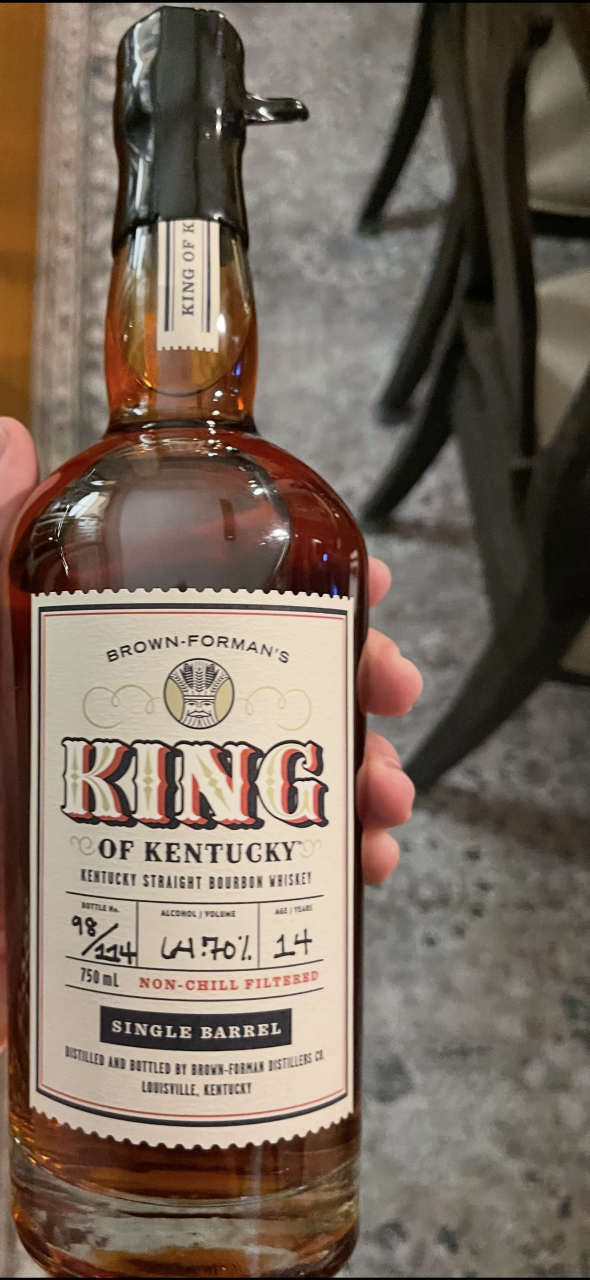 KING OF K
BROWN-FORMAN'S
KING
OF KENTUCKY
KENTUCKY STRAIGHT BOURBON WHISKEY
BOTTLE No. ALCOHOL / VOLUME AGE / YEARS
98/114 64.70% 14
750 mL NON-CHILL FILTERED
SINGLE BARREL
DISTILLED AND BOTTLED BY BROWN-FORMAN DISTILLERS CO.
LOUISVILLE, KENTUCKY